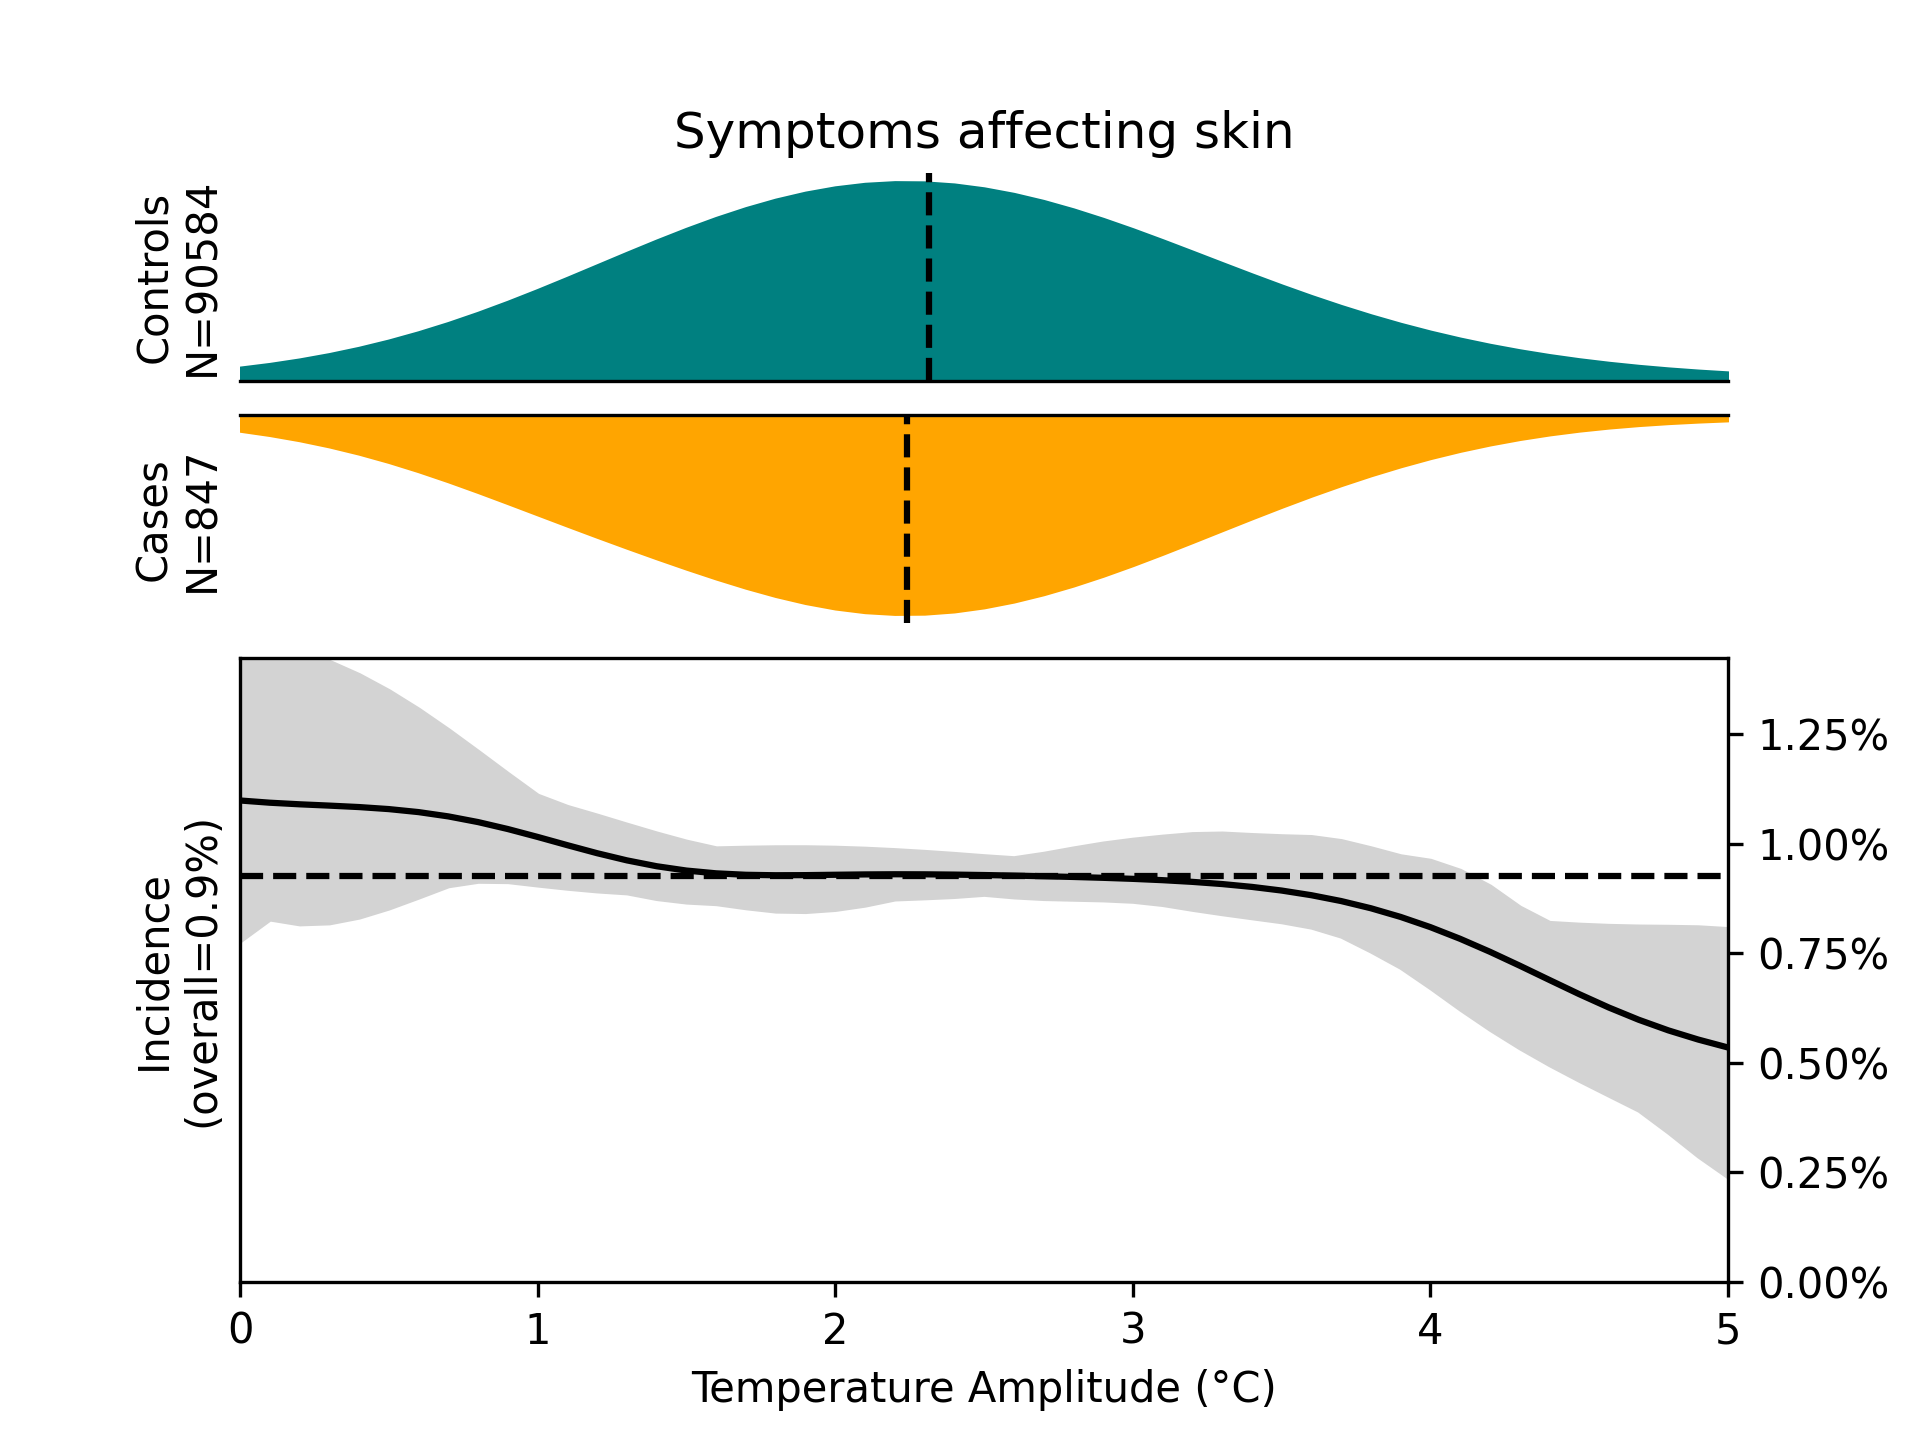 Symptoms affecting skin
Controls
N=90584
Cases
N=847
Incidence
(overall=0.9%)
1.25%
1.00%
0.75%
0.50%
0.25%
0.00%
0 1 2 3 4 5
Temperature Amplitude (°C)